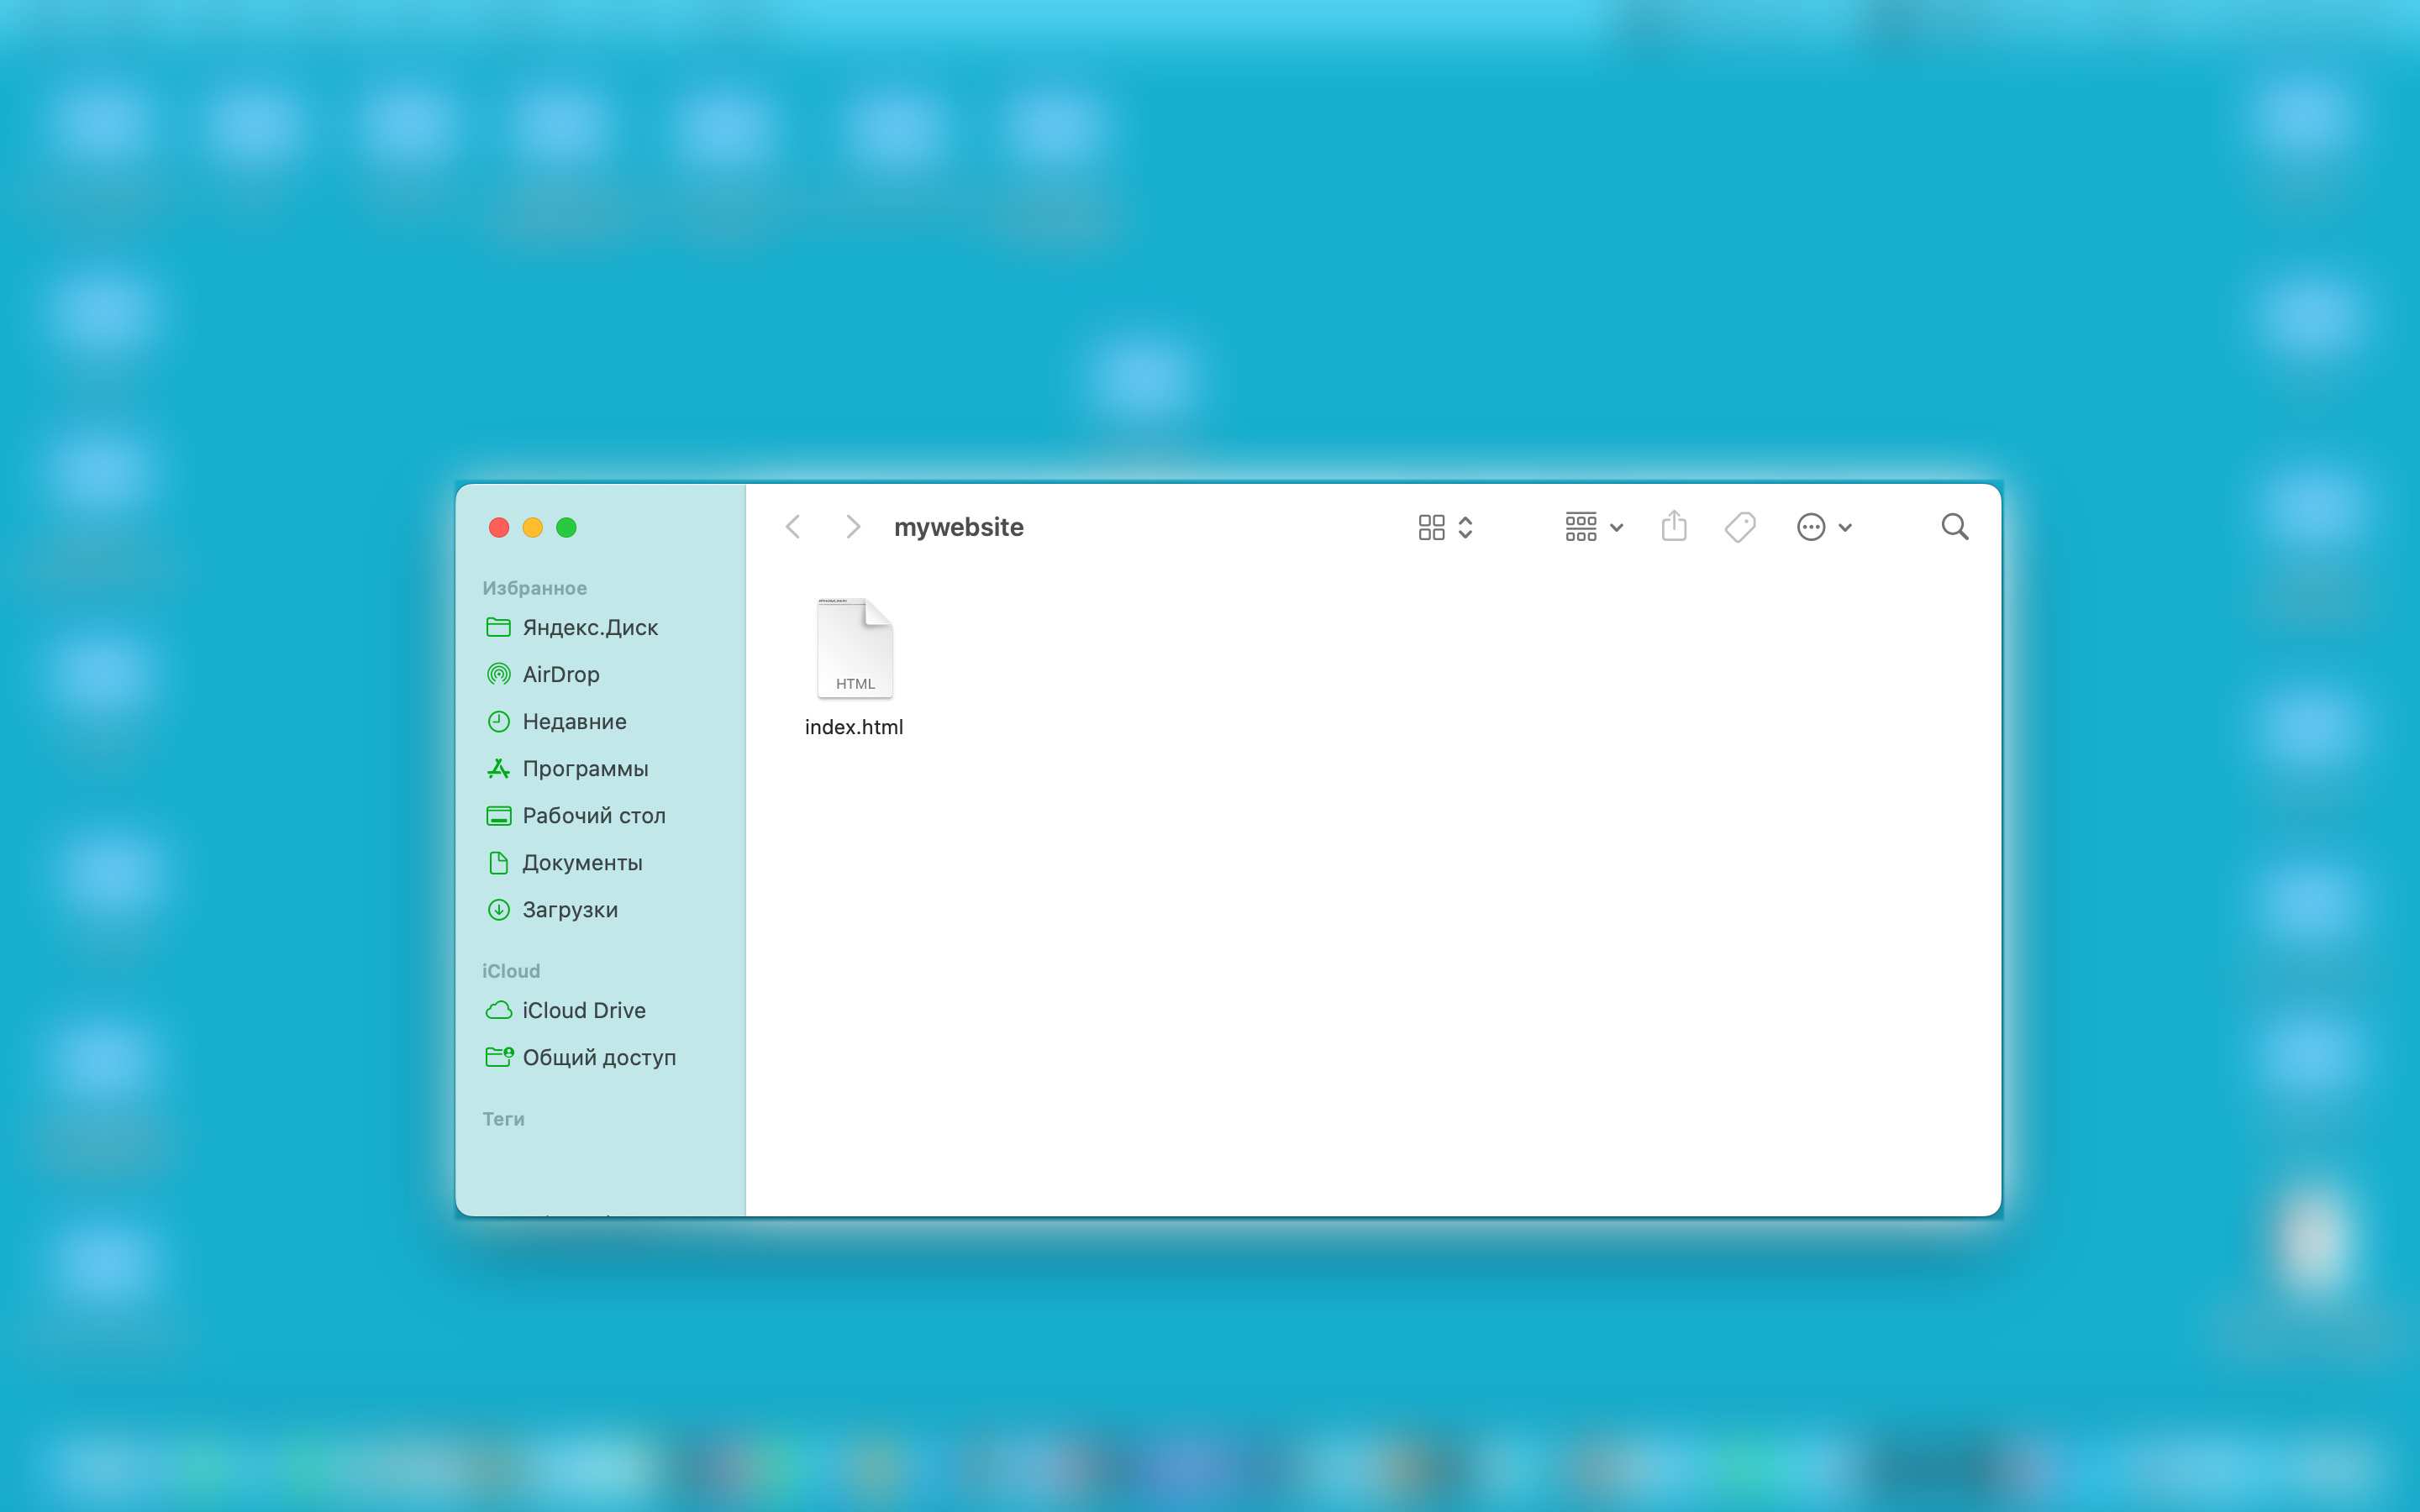 mywebsite
Избранное
Яндекс.Диск
AirDrop
Недавние
Программы
Рабочий стол
Документы
Загрузки
iCloud
iCloud Drive
Общий доступ
Теги
HTML
index.html